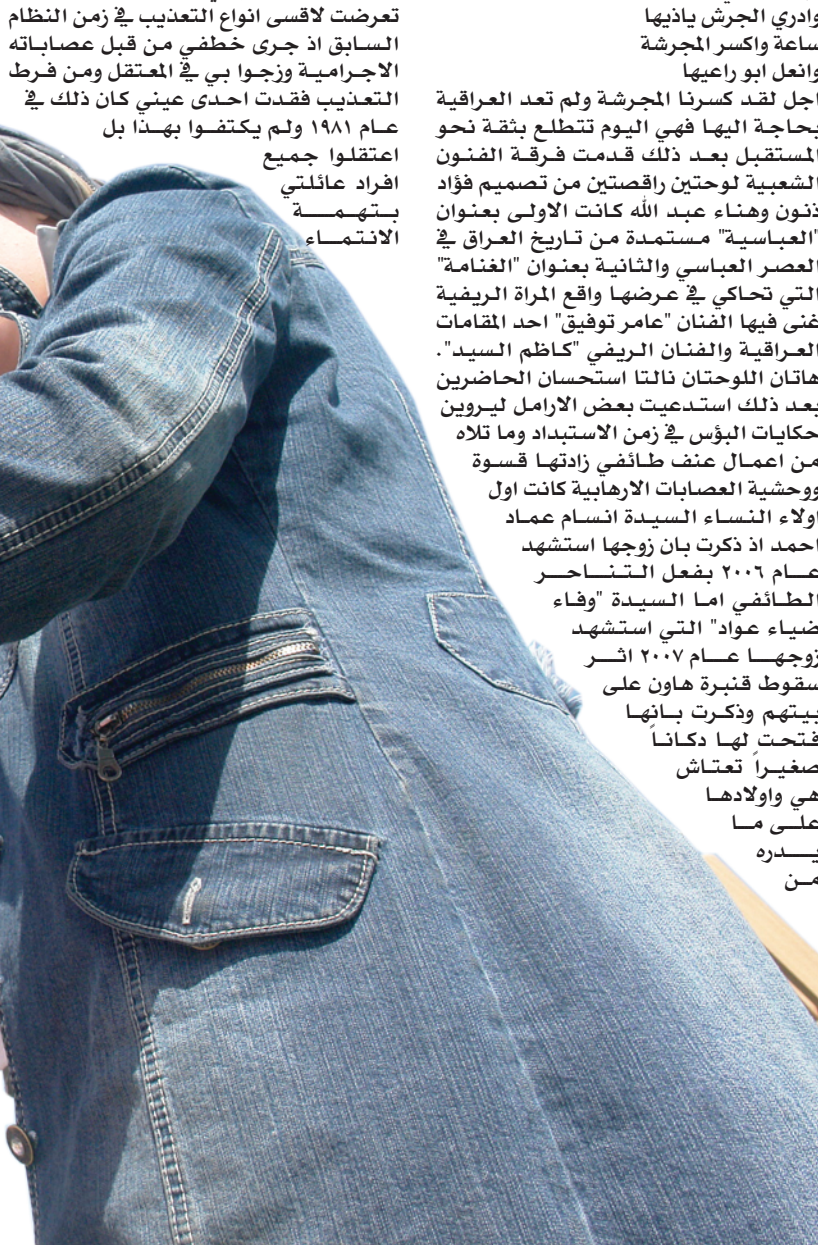 وادري الجرش ياذيها
ساعة واكسر المجرشة
وانعل ابو راعيها
اجل لقد كسرنا المجرشة ولم تعد العراقية
بحاجة اليها فهي اليوم تتطلع بثقة نحو
المستقبل بعد ذلك قدمت فرقة الفنون
الشعبية لوحتين راقصتين من تصميم فؤاد
ذنون وهناء عبد الله كانت الاولى بعنوان
"العباسية" مستمدة من تاريخ العراق في
العصر العباسي والثانية بعنوان "الغنامة"
التي تحاكي في عرضها واقع المراة الريفية
غنى فيها الفنان "عامر توفيق" احد المقامات
العراقية والفنان الريفي "كاظم السيد".
هاتان اللوحتان نالتا استحسان الحاضرين
بعد ذلك استدعيت بعض الارامل ليروين
حكايات البؤس في زمن الاستبداد وما تلاه
من اعمال عنف طائفي زادتها قسوة
ووحشية العصابات الارهابية كانت اول
اولاء النساء السيدة انسام عماد
احمد اذ ذكرت بان زوجها استشهد
عام ٢٠٠٦ بفعل التناحر
الطائفي اما السيدة "وفاء
ضياء عواد" التي استشهد
زوجها عام ٢٠٠٧ اثر
سقوط قنبرة هاون على
بيتهم وذكرت بانها
فتحت لها دكاناً
صغيراً تعتاش
هي واولادها
على ما
يدره
من
تعرضت لاقسى انواع التعذيب في زمن النظام
السابق اذ جرى خطفي من قبل عصاباته
الاجرامية وزجوا بي في المعتقل ومن فرط
التعذيب فقدت احدى عيني كان ذلك في
عام ١٩٨١ ولم يكتفوا بهذا بل
اعتقلوا جميع
افراد عائلتي
بتهمة
الانتماء